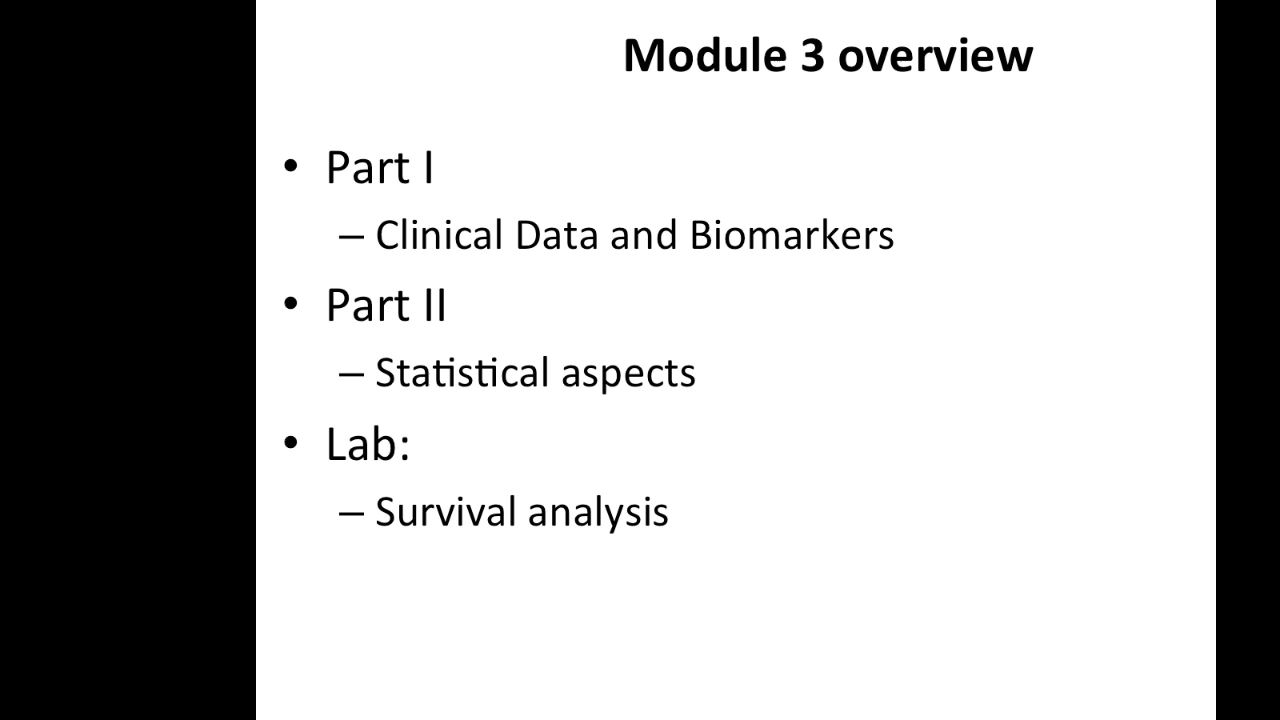 Module 3 overview
• Part I
– Clinical Data and Biomarkers
• Part II
– Statistical aspects
• Lab:
– Survival analysis